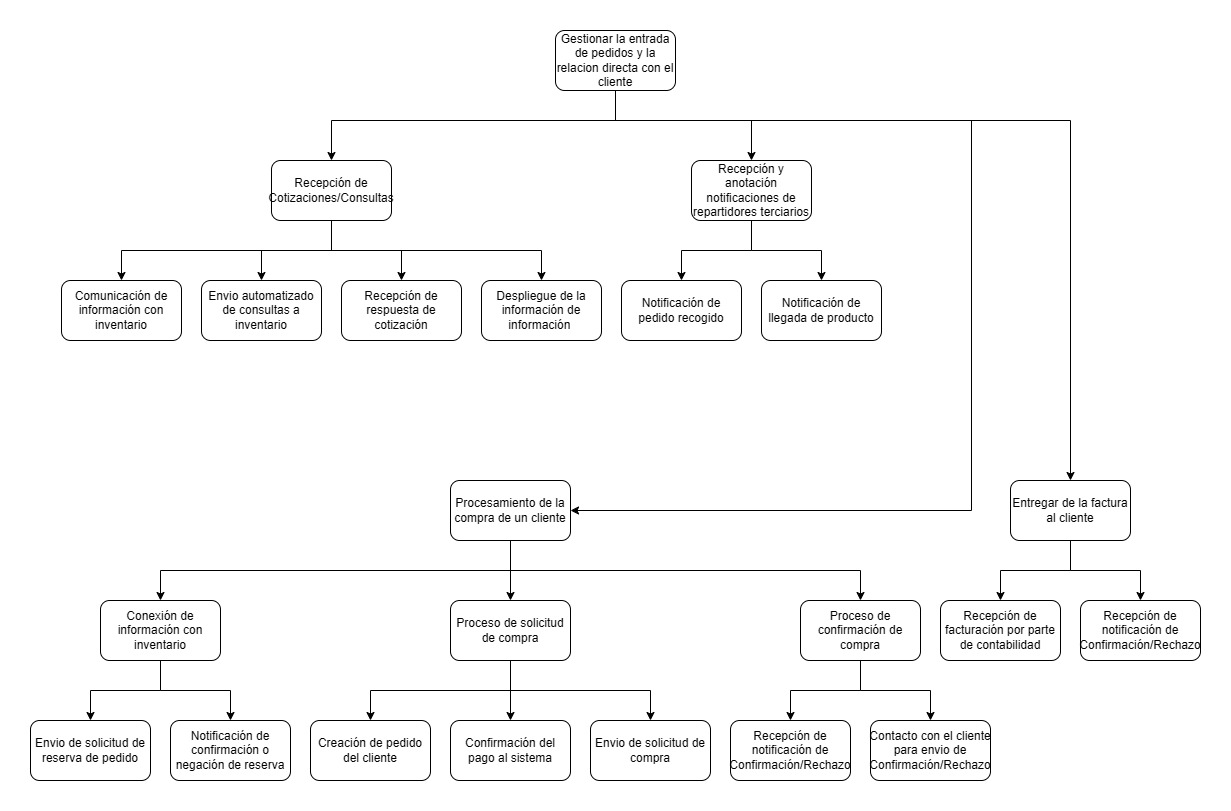 Gestionar la entrada
de pedidos y la
relacion directa con el
cliente
Recepción de
Cotizaciones/Consultas
Recepción y
anotación
notificaciones de
repartidores terciarios
Comunicación de
información con
inventario
Envio automatizado
de consultas a
inventario
Recepción de
respuesta de
cotización
Despliegue de la
información de
información
Notificación de
pedido recogido
Notificación de
llegada de producto
Procesamiento de la
compra de un cliente
Entregar de la factura
al cliente
Conexión de
información con
inventario
Proceso de solicitud
de compra
Proceso de
confirmación de
compra
Recepción de
facturación por parte
de contabilidad
Recepción de
notificación de
Confirmación/Rechazo
Envio de solicitud de
reserva de pedido
Notificación de
confirmación o
negación de reserva
Creación de pedido
del cliente
Confirmación del
pago al sistema
Envio de solicitud de
compra
Recepción de
notificación de
Confirmación/Rechazo
Contacto con el cliente
para envio de
Confirmación/Rechazo